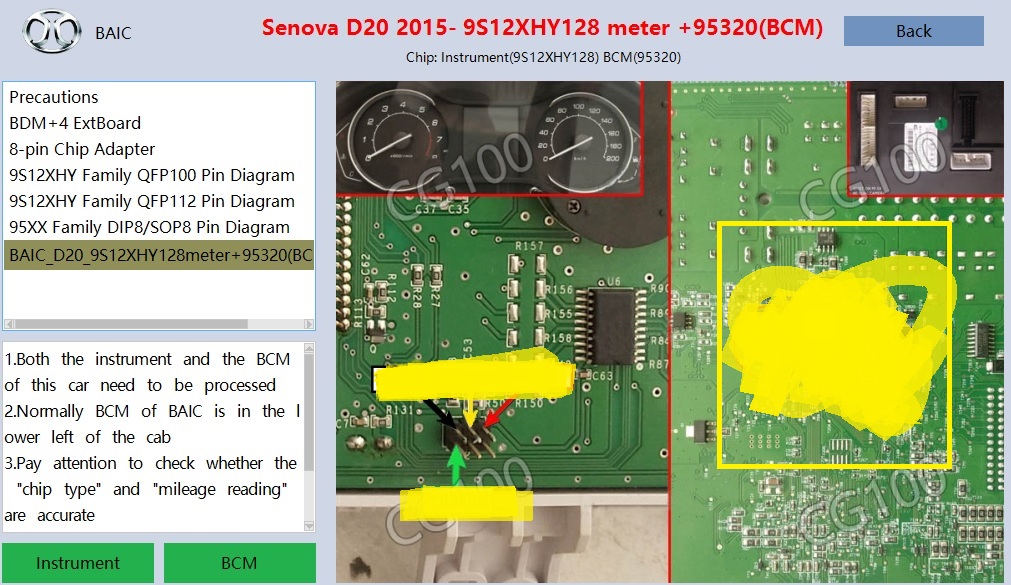 BAIC
Senova D20 2015- 9S12XHY128 meter +95320(BCM)
Chip: Instrument(9S12XHY128) BCM(95320)
Back
Precautions
BDM+4 ExtBoard
8-pin Chip Adapter
9S12XHY Family QFP100 Pin Diagram
9S12XHY Family QFP112 Pin Diagram
95XX Family DIP8/SOP8 Pin Diagram
BAIC_D20_9S12XHY128meter+95320(BC
1.Both the instrument and the BCM
of this car need to be processed
2.Normally BCM of BAIC is in the l
ower left of the cab
3.Pay attention to check whether the
"chip type" and "mileage reading"
are accurate
Instrument
BCM
CG100
CG100
C37 C35
R157
C62
R112
R28
R27
R156
R155
R158
R113
U6
C53
C63
R87
R131
R150
CG100
CG100